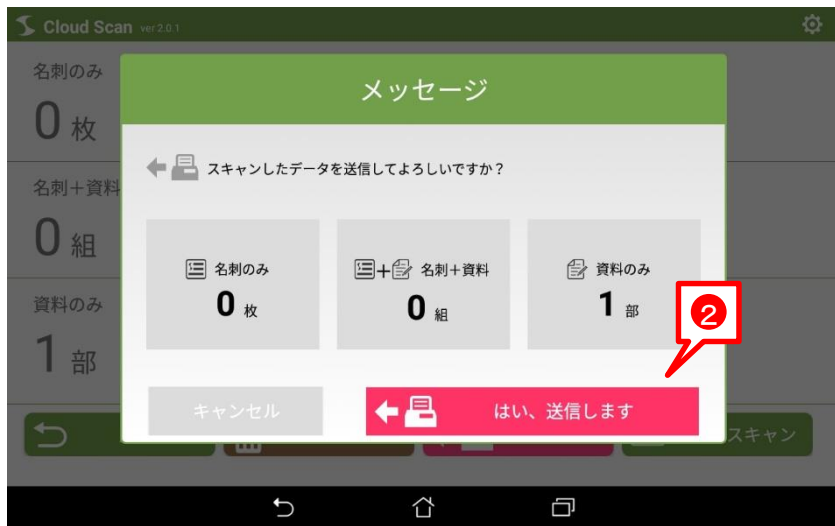 Cloud Scan ver 2.0.1
名刺のみ
0 枚
名刺＋資料
0 組
資料のみ
1 部
メッセージ
スキャンしたデータを送信してよろしいですか？
名刺のみ
0 枚
名刺＋資料
0 組
資料のみ
1 部
2
キャンセル
はい、送信します
スキャン